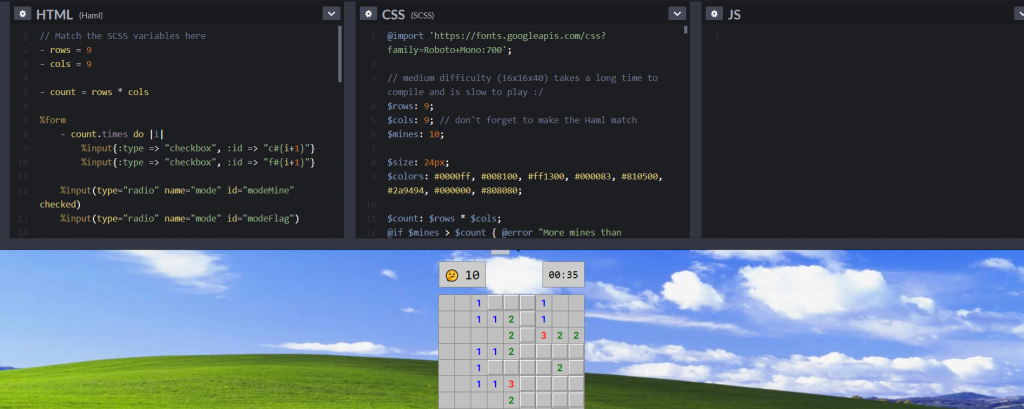 HTML (Haml)
1 // Match the SCSS variables here
2 - rows = 9
3 - cols = 9
4
5 - count = rows * cols
6
7 %form
8 - count.times do |i|
9 %input{:type => "checkbox", :id => "c#{i+1}"}
10 %input{:type => "checkbox", :id => "f#{i+1}"}
11
12 %input(type="radio" name="mode" id="modeMine"
checked)
13 %input(type="radio" name="mode" id="modeFlag")
14
CSS (SCSS)
1 @import 'https://fonts.googleapis.com/css?
family=Roboto+Mono:700';
2
3 // medium difficulty (16x16x40) takes a long time to
compile and is slow to play :/
4 $rows: 9;
5 $cols: 9; // don't forget to make the Haml match
6 $mines: 10;
7
8 $size: 24px;
9 $colors: #0000ff, #008100, #ff1300, #000083, #810500,
#2a9494, #000000, #808080;
10
11 $count: $rows * $cols;
12 @if $mines > $count { @error "More mines than
JS
1
10
00:35
1 1
1 1 2 1
2 3 2 2
1 1 2
1 2
1 1 3
2